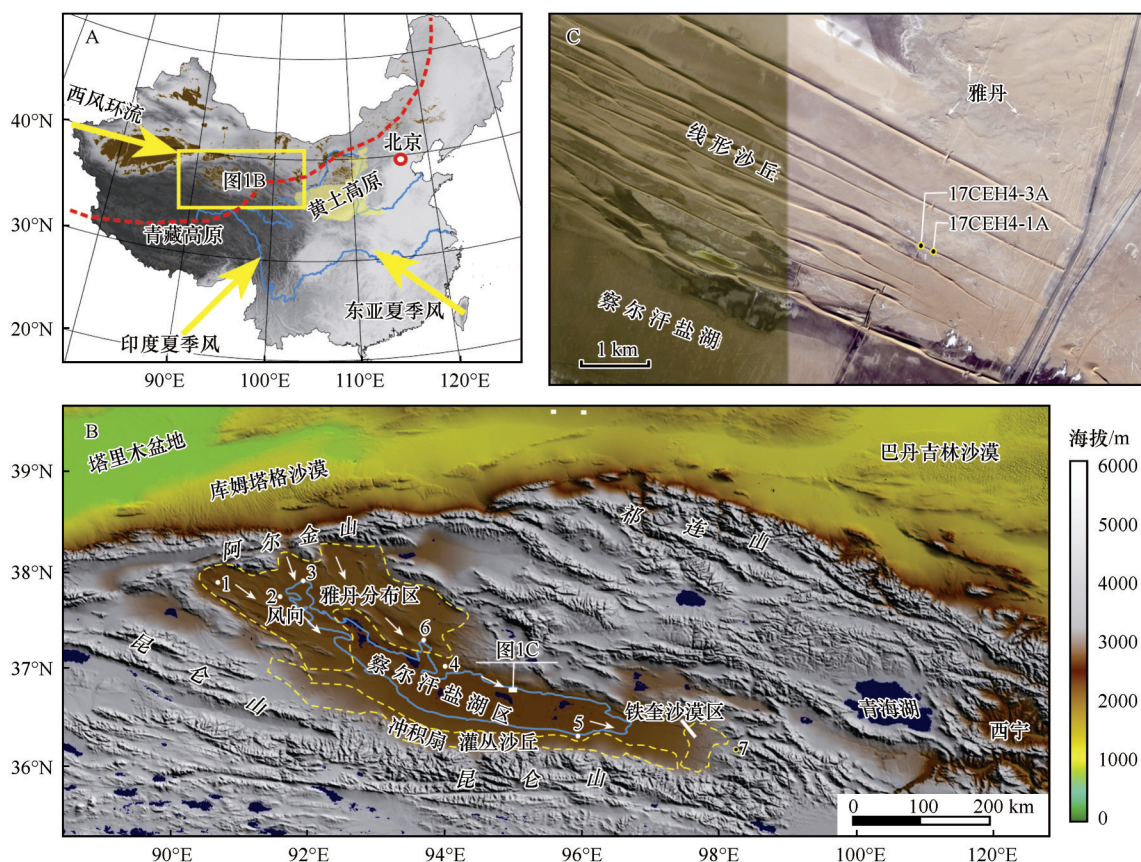 A
西风环流
40°N
30°N
20°N
图1B
北京
黄土高原
青藏高原
东亚夏季风
印度夏季风
90°E
100°E
110°E
120°E
C
雅丹
线形沙丘
17CEH4-3A
17CEH4-1A
察尔汗盐湖
1 km
B
塔里木盆地
巴丹吉林沙漠
库姆塔格沙漠
阿尔金山
祁连山
39°N
38°N
37°N
36°N
1
2
3
雅丹分布区
风向
6
4
图1C
昆仑山
察尔汗盐湖区
铁奎沙漠区
青海湖
西宁
5
7
冲积扇 灌丛沙丘
昆仑山
0 100 200 km
90°E
92°E
94°E
96°E
98°E
100°E
120°E
海拔/m
6000
5000
4000
3000
2000
1000
0